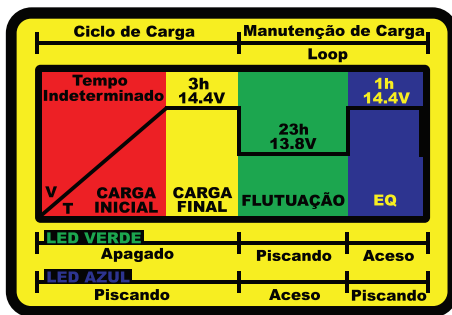 Ciclo de Carga
Manutenção de Carga
Loop
Tempo
Indeterminado
3h
14.4V
23h
13.8V
1h
14.4V
V
T
CARGA
INICIAL
CARGA
FINAL
FLUTUAÇÃO
EQ
LED VERDE
Apagado
Piscando
Aceso
LED AZUL
Piscando
Aceso
Piscando